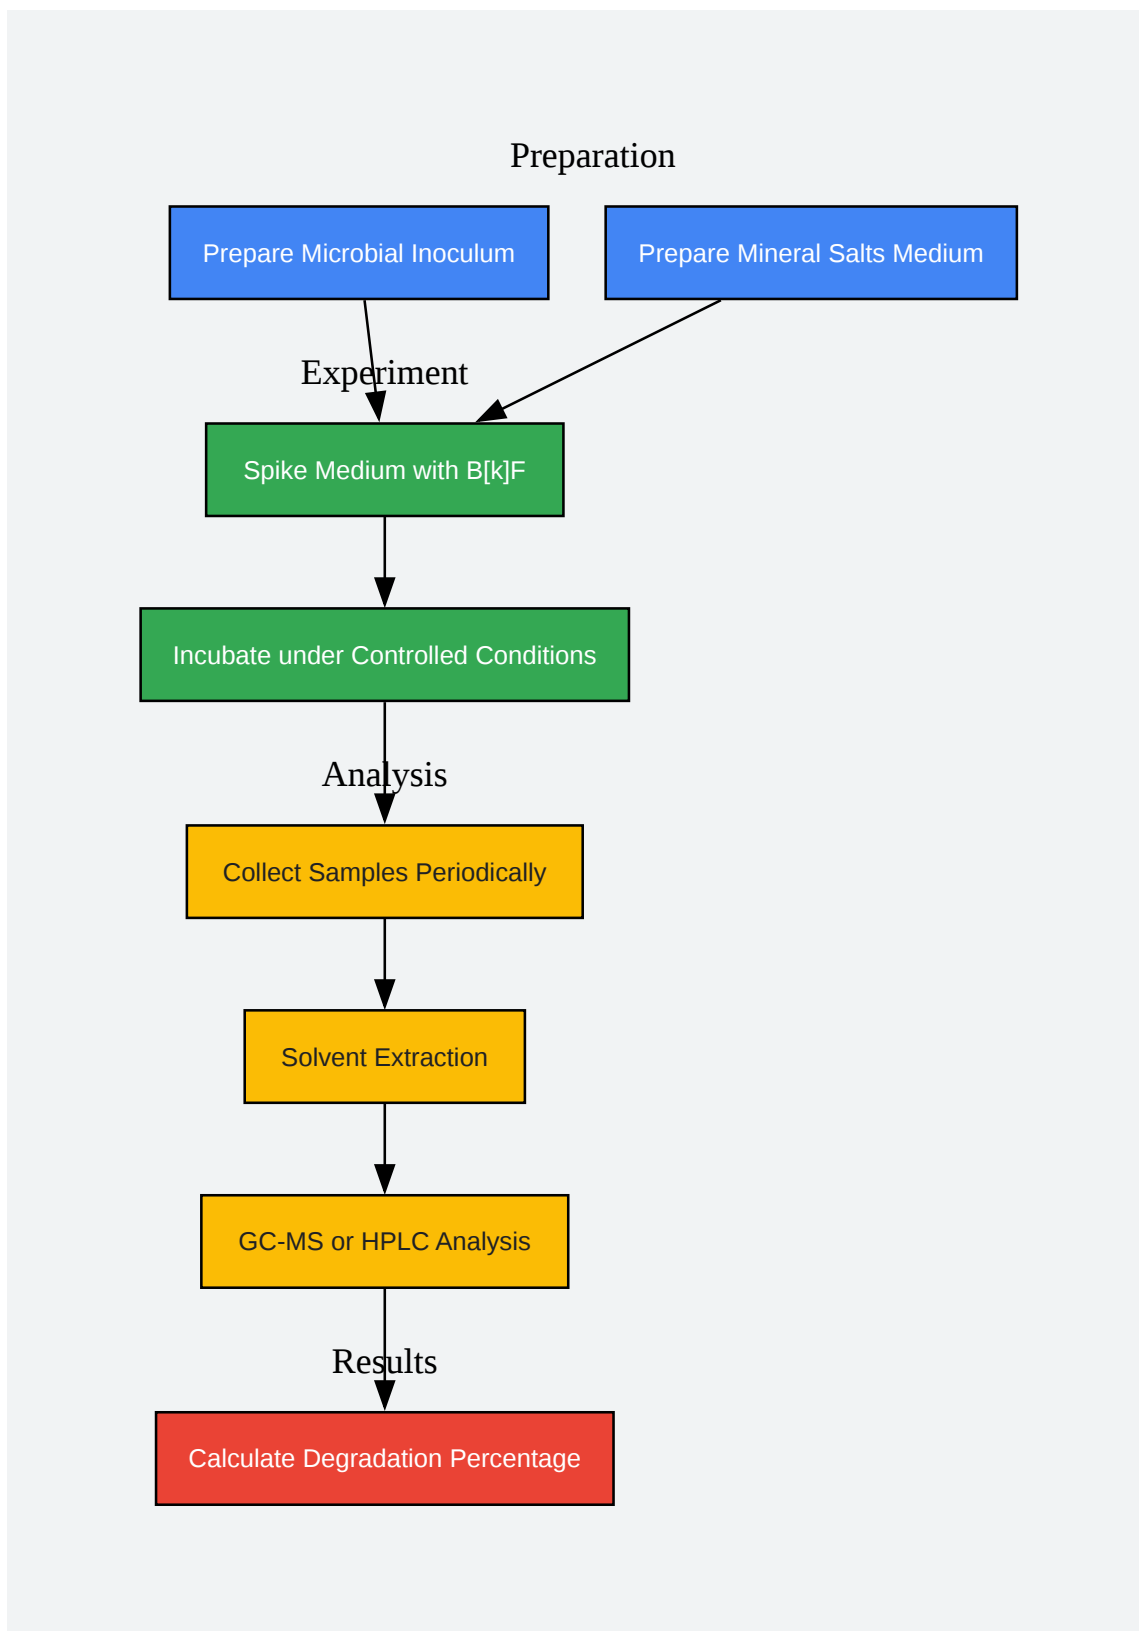 Preparation
Prepare Microbial Inoculum
Prepare Mineral Salts Medium
Experiment
Spike Medium with B[k]F
Incubate under Controlled Conditions
Analysis
Collect Samples Periodically
Solvent Extraction
GC-MS or HPLC Analysis
Results
Calculate Degradation Percentage